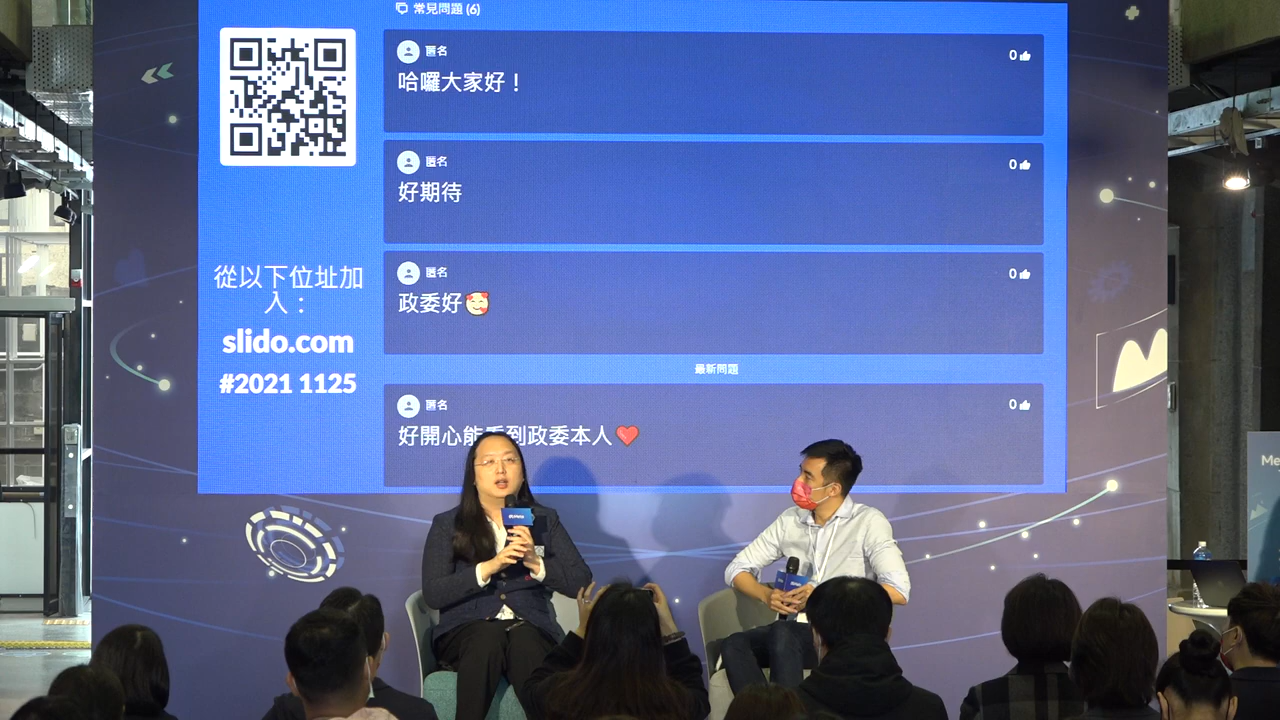 常見問題 (6)
匿名
0
哈囉大家好！
匿名
0
好期待
匿名
0
政委好🥰
最新問題
匿名
0
好開心能看到政委本人❤️
從以下位址加
入：
slido.com
#2021 1125
Me